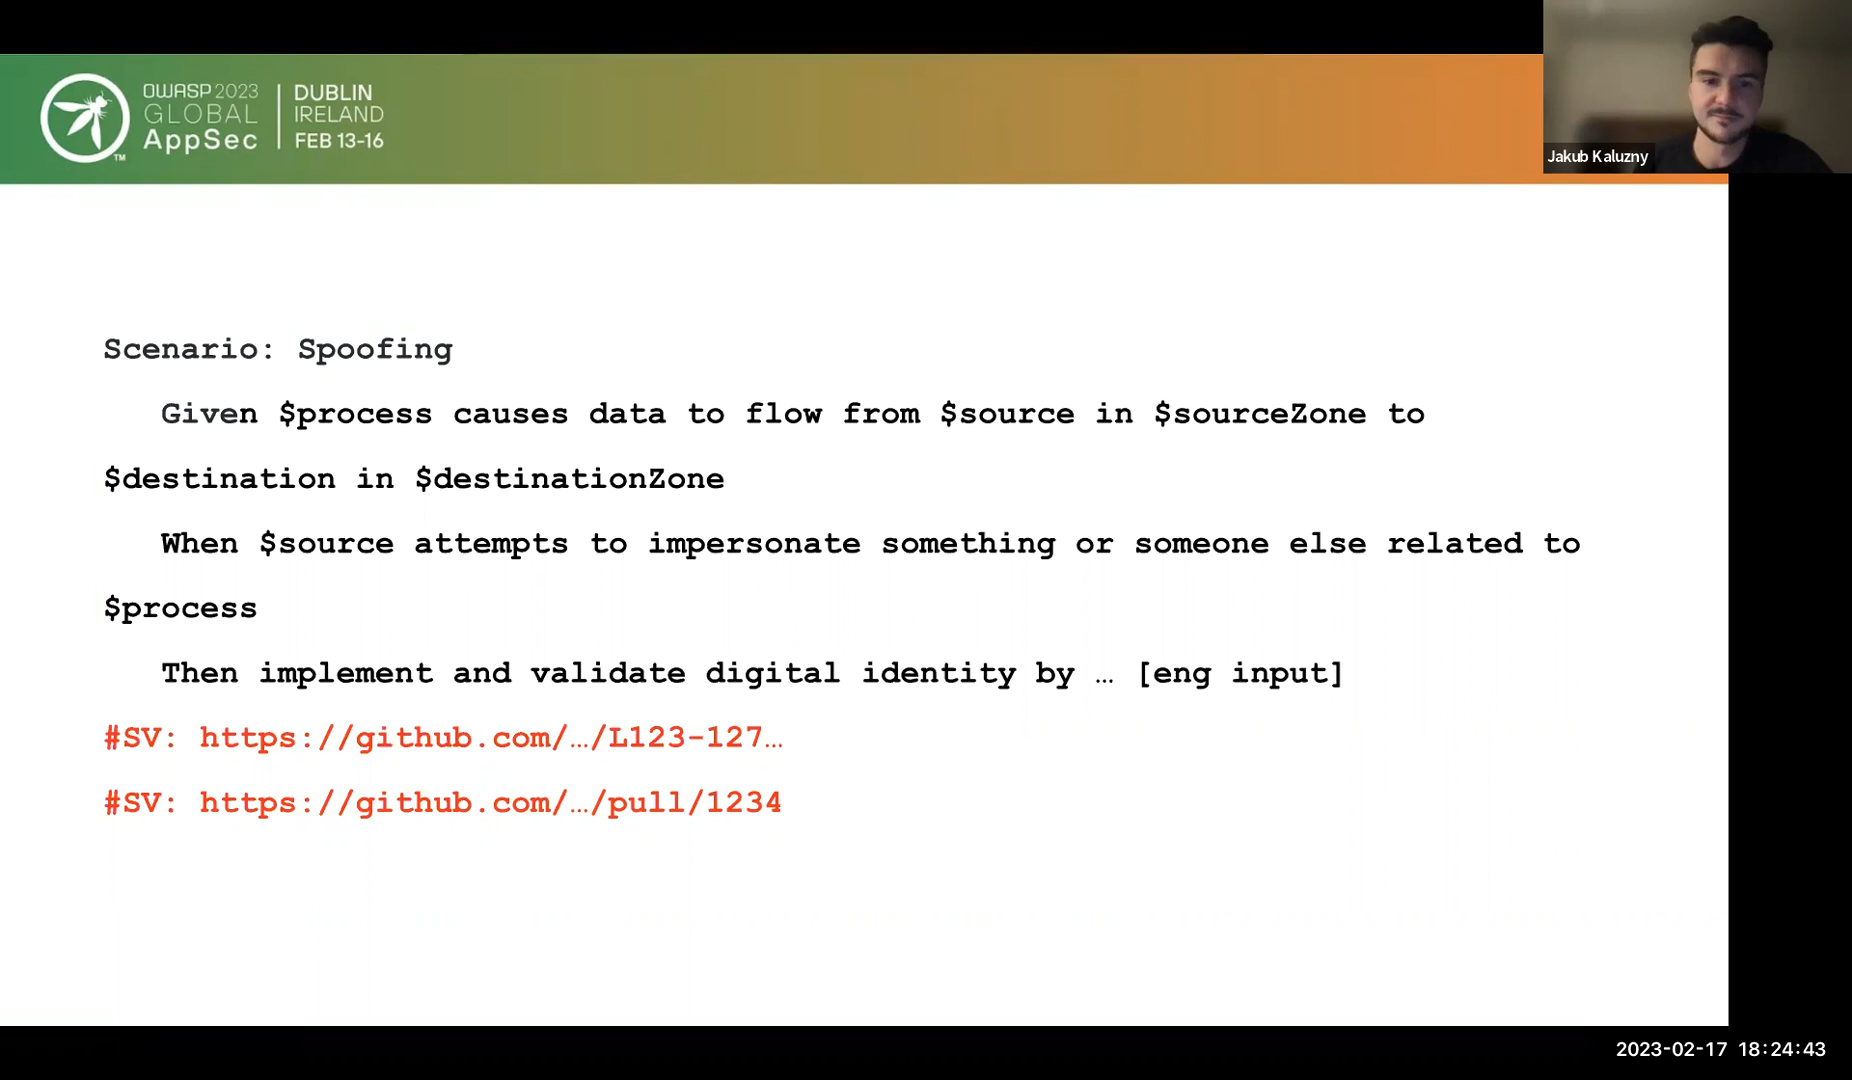 OWASP 2023
GLOBAL
AppSec
TM
DUBLIN
IRELAND
FEB 13-16
Jakub Kaluzny
Scenario: Spoofing
Given $process causes data to flow from $source in $sourceZone to
$destination in $destinationZone
When $source attempts to impersonate something or someone else related to
$process
Then implement and validate digital identity by … [eng input]
#SV: https://github.com/…/L123-127…
#SV: https://github.com/…/pull/1234
2023-02-17 18:24:43